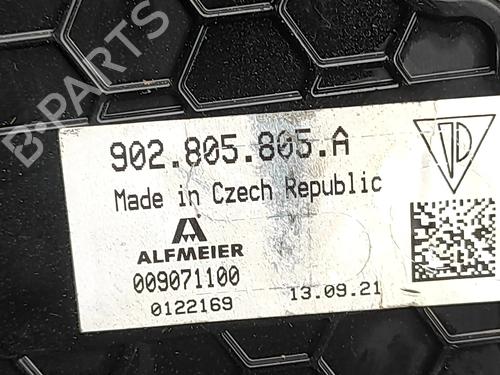 B-PARTS
902.805.805.A
Made in Czech Republic
ALFMEIER
009071100
0122169 13.09.21